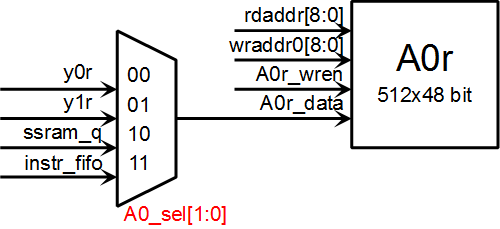 rdaddr[8:0]
wraddr0[8:0]
A0r_wren
A0r_data
A0r
512x48 bit
y0r
y1r
ssram_q
instr_fifo
00
01
10
11
A0_sel[1:0]